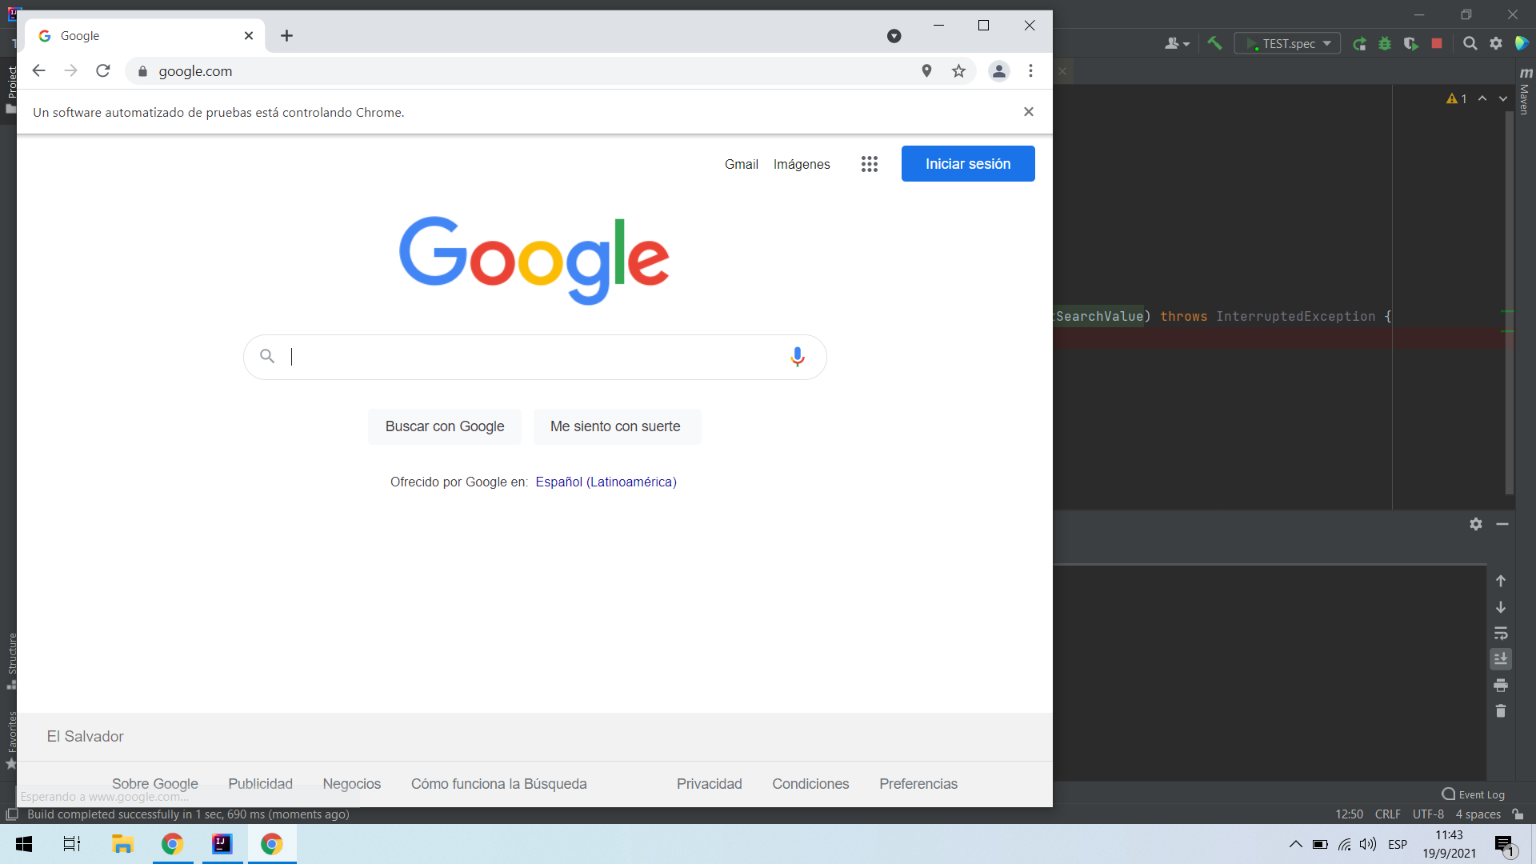 Google
google.com
Un software automatizado de pruebas está controlando Chrome.
Gmail Imágenes Iniciar sesión
Google
Buscar con Google Me siento con suerte
Ofrecido por Google en: Español (Latinoamérica)
El Salvador
Sobre Google Publicidad Negocios Cómo funciona la Búsqueda Privacidad Condiciones Preferencias
Esperando a www.google.com...
TEST.spec
1
SearchValue) throws InterruptedException {
Project
Structure
Favorites
Maven
Event Log
Build completed successfully in 1 sec, 690 ms (moments ago)
12:50 CRLF UTF-8 4 spaces
ESP
11:43
19/9/2021
1